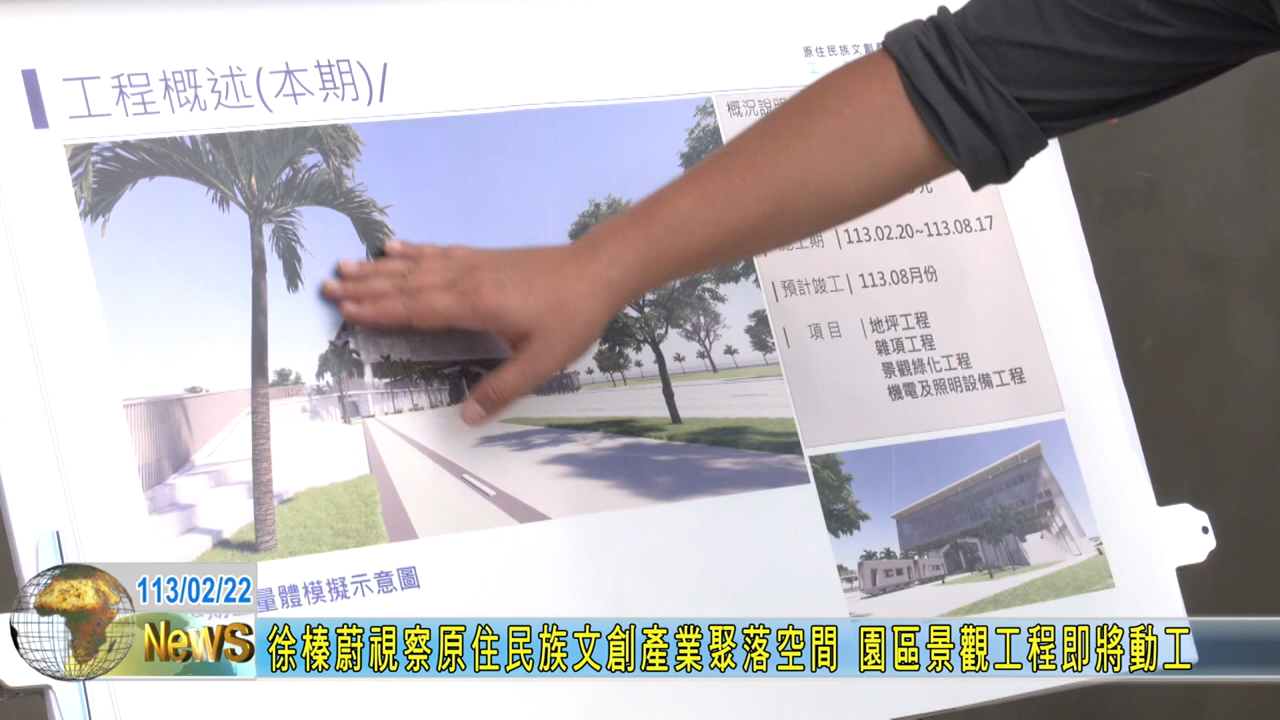 工程概述(本期)/
原住民族文創
概況說明
元
施工期 |113.02.20~113.08.17
|預計竣工| 113.08月份
| 項目 |地坪工程
雜項工程
景觀綠化工程
機電及照明設備工程
量體模擬示意圖
113/02/22
NewS
徐榛蔚視察原住民族文創產業聚落空間 園區景觀工程即將動工